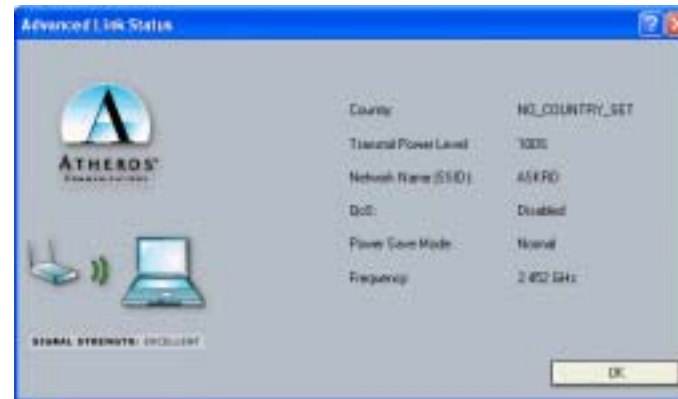 Advanced Link Status
ATHEROS
COMMUNICATIONS
Country: NO_COUNTRY_SET
Transmit Power Level: 100%
Network Name (SSID): ASKRD
QoS: Disabled
Power Save Mode: Normal
Frequency: 2.452 GHz
SIGNAL STRENGTH: EXCELLENT
OK